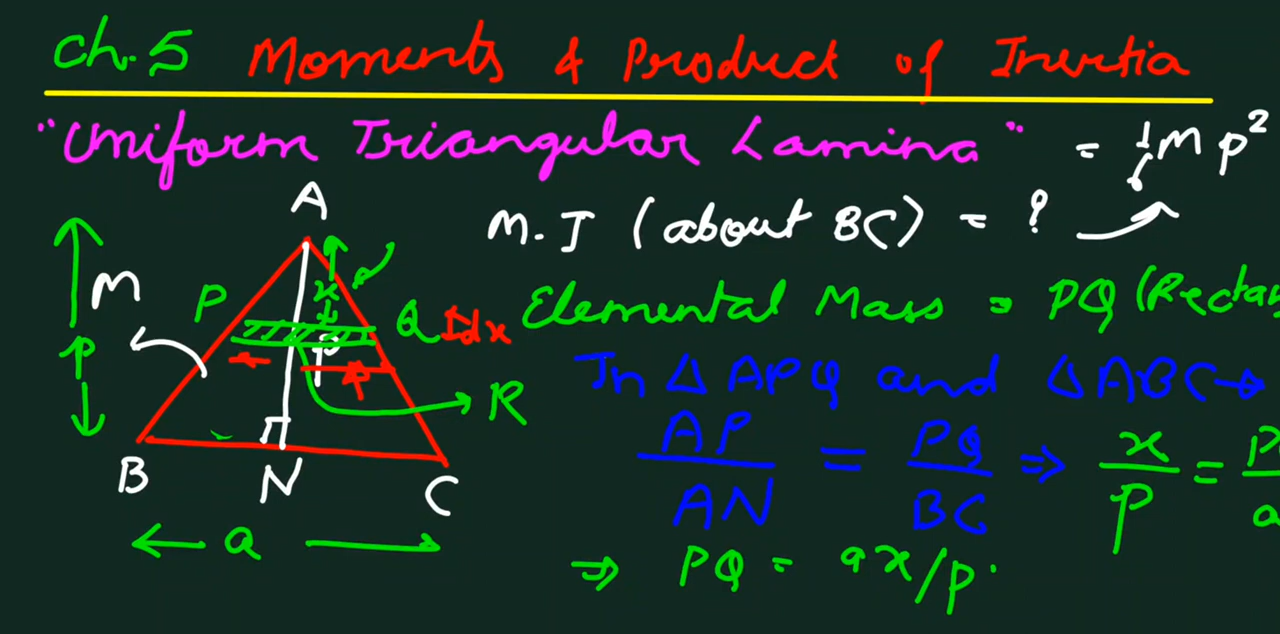 Ch. 5 Moments & Product of Inertia
"Uniform Triangular Lamina" = 1/6 M p²
M.I (about BC) = ?
A
M
P
x
Q
dx
Elemental Mass = PQ (Rectan
p
P
R
In △ APQ and △ ABC →
AP/AN = PQ/BC ⇒ x/p = P
a
B
N
C
← a →
⇒ PQ = ax/p.